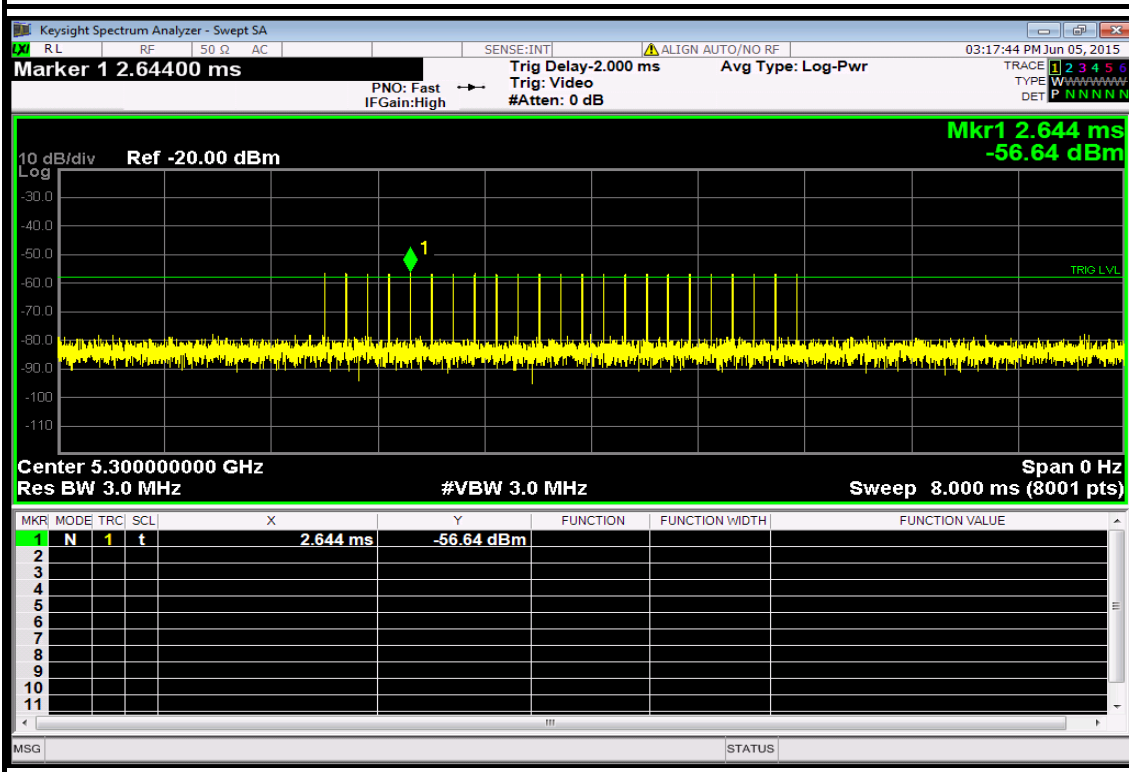 Keysight Spectrum Analyzer - Swept SA
LXI RL RF 50 Ω AC SENSE:INT ALIGN AUTO/NO RF 03:17:44 PM Jun 05, 2015
Marker 1 2.64400 ms Trig Delay-2.000 ms Avg Type: Log-Pwr TRACE 1 2 3 4 5 6
PNO: Fast Trig: Video TYPE WWWWWW
IFGain:High #Atten: 0 dB DET P N N N N N
Mkr1 2.644 ms
10 dB/div Ref -20.00 dBm -56.64 dBm
Log
-30.0
-40.0
-50.0
1
TRIG LVL
-60.0
-70.0
-80.0
-90.0
-100
-110
Center 5.300000000 GHz Span 0 Hz
Res BW 3.0 MHz #VBW 3.0 MHz Sweep 8.000 ms (8001 pts)
MKR MODE TRC SCL X Y FUNCTION FUNCTION WIDTH FUNCTION VALUE
1 N 1 t 2.644 ms -56.64 dBm
2
3
4
5
6
7
8
9
10
11
MSG STATUS